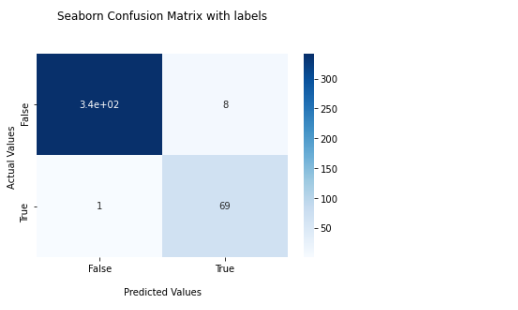 Seaborn Confusion Matrix with labels
False
3.4e+02
8
True
1
69
Actual Values
False
True
Predicted Values
300
250
200
150
100
50